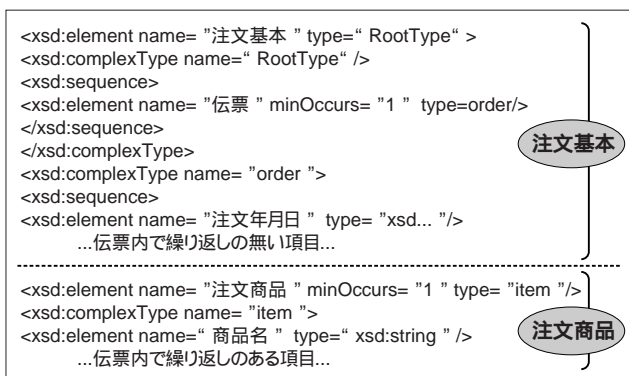 <xsd:element name= ”注文基本 ” type=“ RootType“ >
<xsd:complexType name=“ RootType“ />
<xsd:sequence>
<xsd:element name= ”伝票 ” minOccurs= ”1 ” type=order/>
</xsd:sequence>
</xsd:complexType>
注文基本
<xsd:complexType name= ”order ”>
<xsd:sequence>
<xsd:element name= ”注文年月日 ” type= ”xsd... ”/>
...伝票内で繰り返しの無い項目...
<xsd:element name= ”注文商品 ” minOccurs= ”1 ” type= ”item ”/>
<xsd:complexType name= ”item ”>
<xsd:element name=“ 商品名 ” type=“ xsd:string ” />
注文商品
...伝票内で繰り返しのある項目...